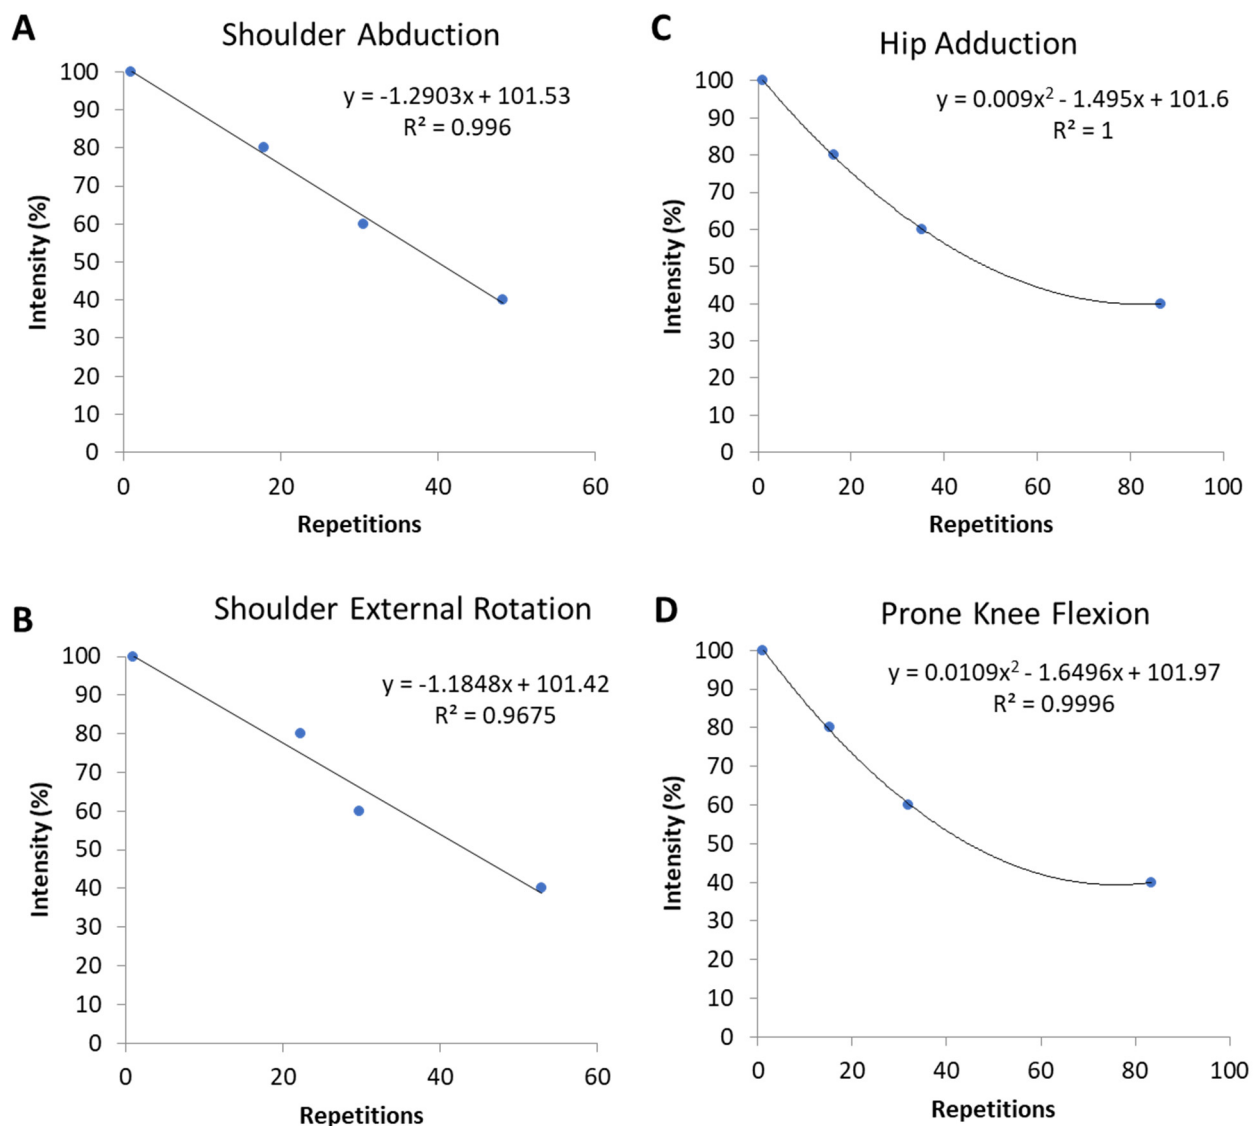 A
Shoulder Abduction
y = -1.2903x + 101.53
R² = 0.996
100
90
80
70
60
50
40
30
20
10
0
Intensity (%)
0 20 40 60
Repetitions
C
Hip Adduction
y = 0.009x² - 1.495x + 101.6
R² = 1
100
90
80
70
60
50
40
30
20
10
0
Intensity (%)
0 20 40 60 80 100
Repetitions
B
Shoulder External Rotation
y = -1.1848x + 101.42
R² = 0.9675
100
90
80
70
60
50
40
30
20
10
0
Intensity (%)
0 20 40 60
Repetitions
D
Prone Knee Flexion
y = 0.0109x² - 1.6496x + 101.97
R² = 0.9996
100
90
80
70
60
50
40
30
20
10
0
Intensity (%)
0 20 40 60 80 100
Repetitions